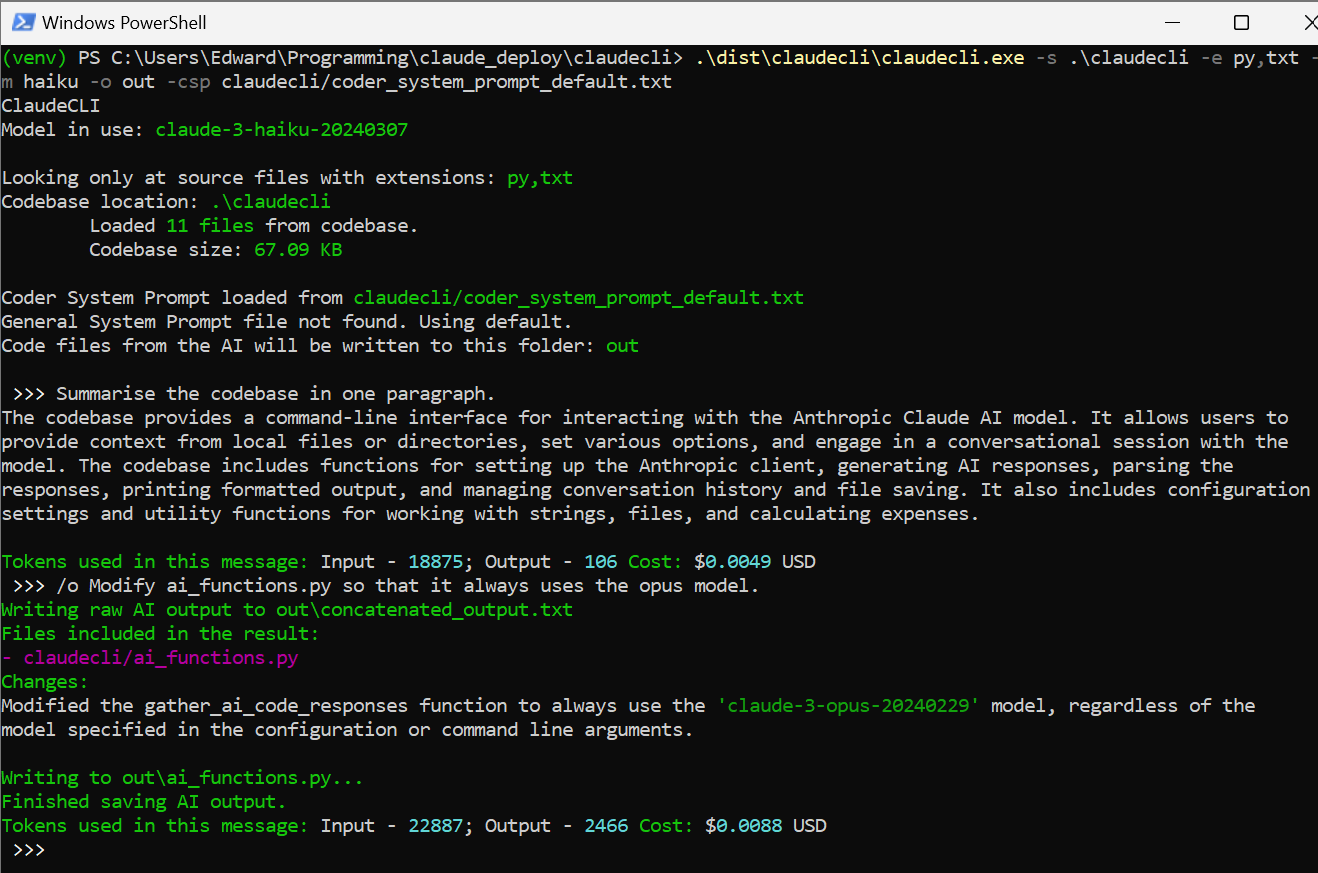 Windows PowerShell
(venv) PS C:\Users\Edward\Programming\claude_deploy\claudecli> .\dist\claudecli\claudecli.exe -s .\claudecli -e py,txt -
m haiku -o out -csp claudecli/coder_system_prompt_default.txt
ClaudeCLI
Model in use: claude-3-haiku-20240307
Looking only at source files with extensions: py,txt
Codebase location: .\claudecli
Loaded 11 files from codebase.
Codebase size: 67.09 KB
Coder System Prompt loaded from claudecli/coder_system_prompt_default.txt
General System Prompt file not found. Using default.
Code files from the AI will be written to this folder: out
>>> Summarise the codebase in one paragraph.
The codebase provides a command-line interface for interacting with the Anthropic Claude AI model. It allows users to
provide context from local files or directories, set various options, and engage in a conversational session with the
model. The codebase includes functions for setting up the Anthropic client, generating AI responses, parsing the
responses, printing formatted output, and managing conversation history and file saving. It also includes configuration
settings and utility functions for working with strings, files, and calculating expenses.
Tokens used in this message: Input - 18875; Output - 106 Cost: $0.0049 USD
>>> /o Modify ai_functions.py so that it always uses the opus model.
Writing raw AI output to out\concatenated_output.txt
Files included in the result:
- claudecli/ai_functions.py
Changes:
Modified the gather_ai_code_responses function to always use the 'claude-3-opus-20240229' model, regardless of the
model specified in the configuration or command line arguments.
Writing to out\ai_functions.py...
Finished saving AI output.
Tokens used in this message: Input - 22887; Output - 2466 Cost: $0.0088 USD
>>>